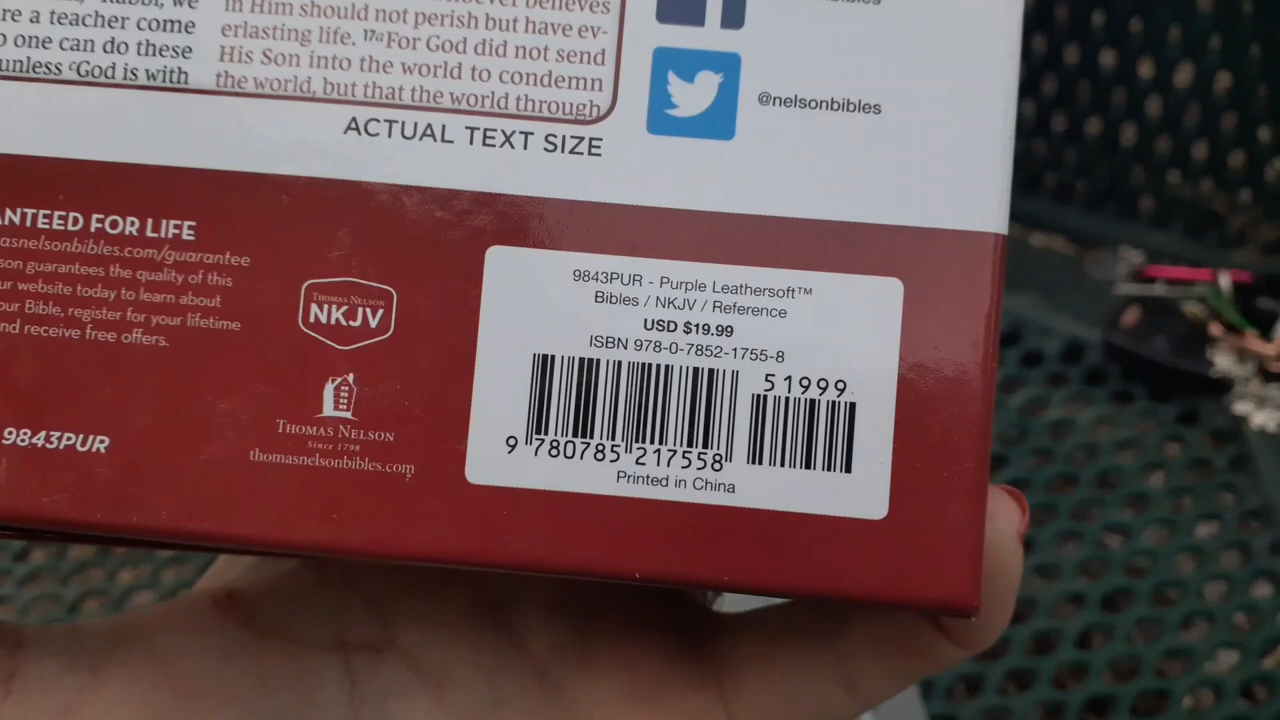 re a teacher come
one can do these
unless ᶜGod is with
in Him should not perish but have ev-
erlasting life. ¹⁷ᵃFor God did not send
His Son into the world to condemn
the world, but that the world through
ACTUAL TEXT SIZE
@nelsonbibles
ANTEED FOR LIFE
asnelsonbibles.com/guarantee
son guarantees the quality of this
ur website today to learn about
our Bible, register for your lifetime
nd receive free offers.
9843PUR
THOMAS NELSON
NKJV
THOMAS NELSON
Since 1798
thomasnelsonbibles.com
9843PUR - Purple Leathersoft™
Bibles / NKJV / Reference
USD $19.99
ISBN 978-0-7852-1755-8
51999
9 780785 217558
Printed in China